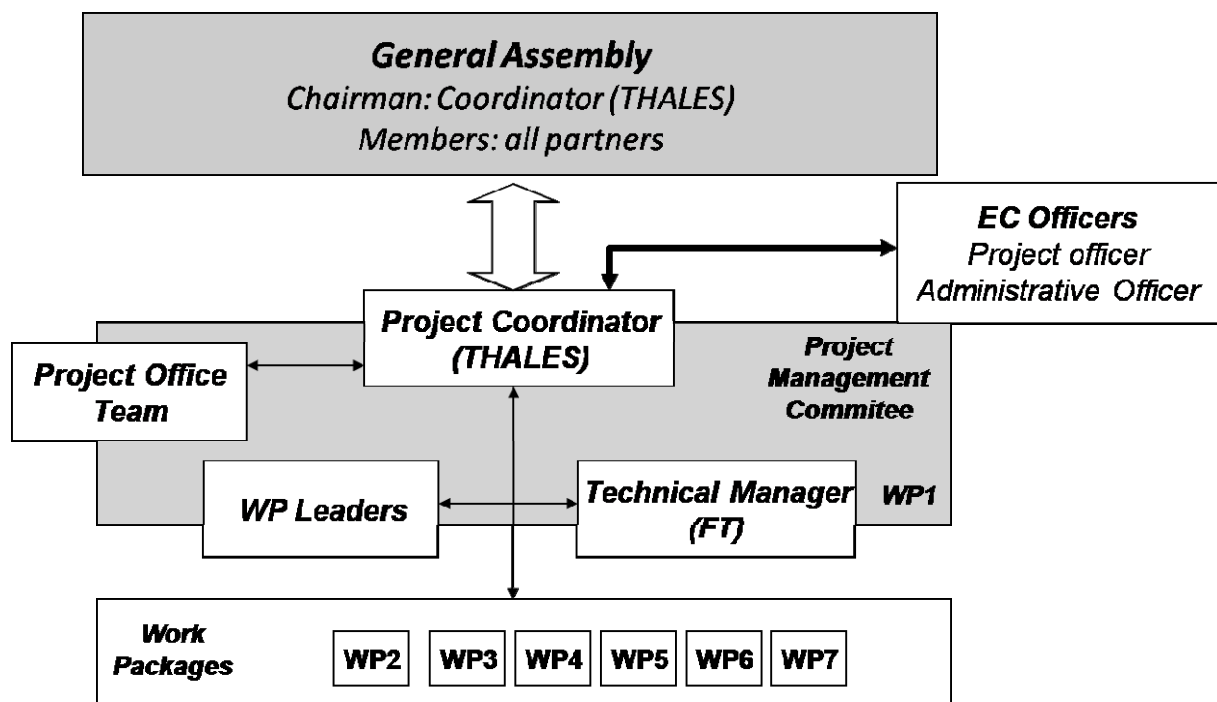 General Assembly
Chairman: Coordinator (THALES)
Members: all partners
EC Officers
Project officer
Administrative Officer
Project Coordinator
(THALES)
Project
Management
Commitee
Project Office
Team
WP Leaders
Technical Manager
(FT)
WP1
Work
Packages
WP2 WP3 WP4 WP5 WP6 WP7